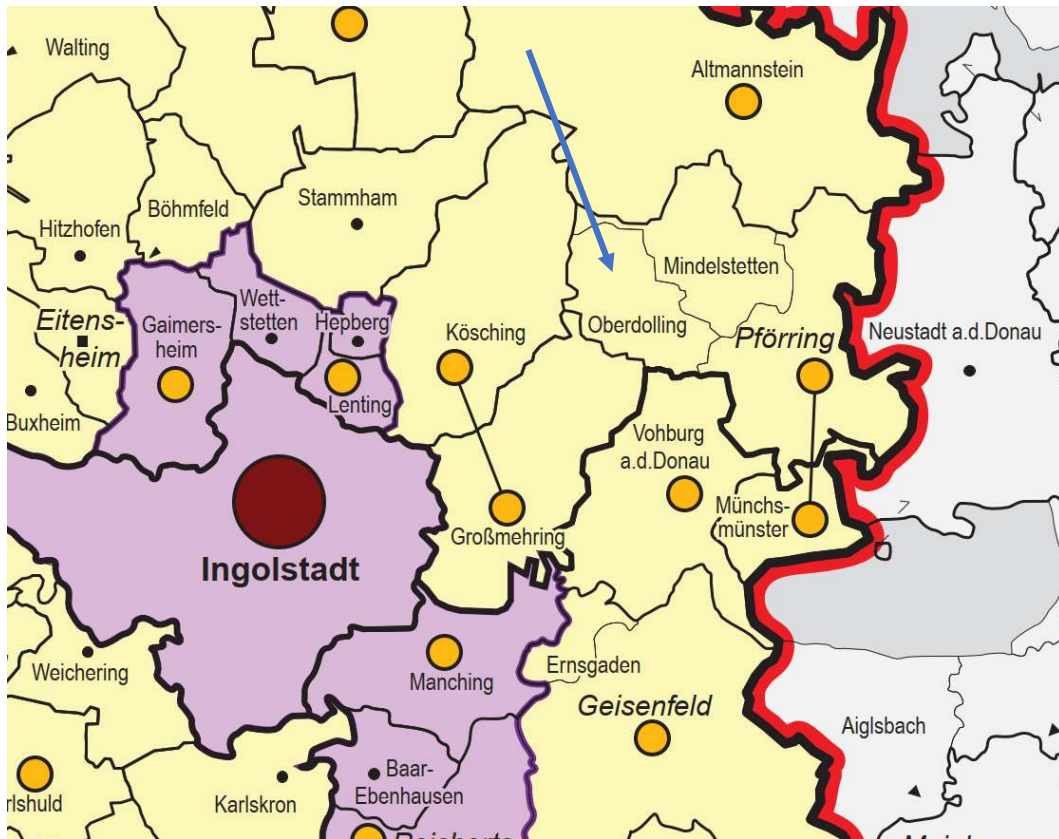 Walting
Altmannstein
Stammham
Böhmfeld
Hitzhofen
Mindelstetten
Wett-
stetten
Hepberg
Gaimers-
heim
Eitens-
heim
Kösching
Oberdolling
Pförring
Neustadt a.d.Donau
Lenting
Buxheim
Vohburg
a.d.Donau
Münchs-
münster
Großmehring
Ingolstadt
Weichering
Ernsgaden
Manching
Geisenfeld
Aiglsbach
Baar-
Ebenhausen
Karlskron
rlshuld